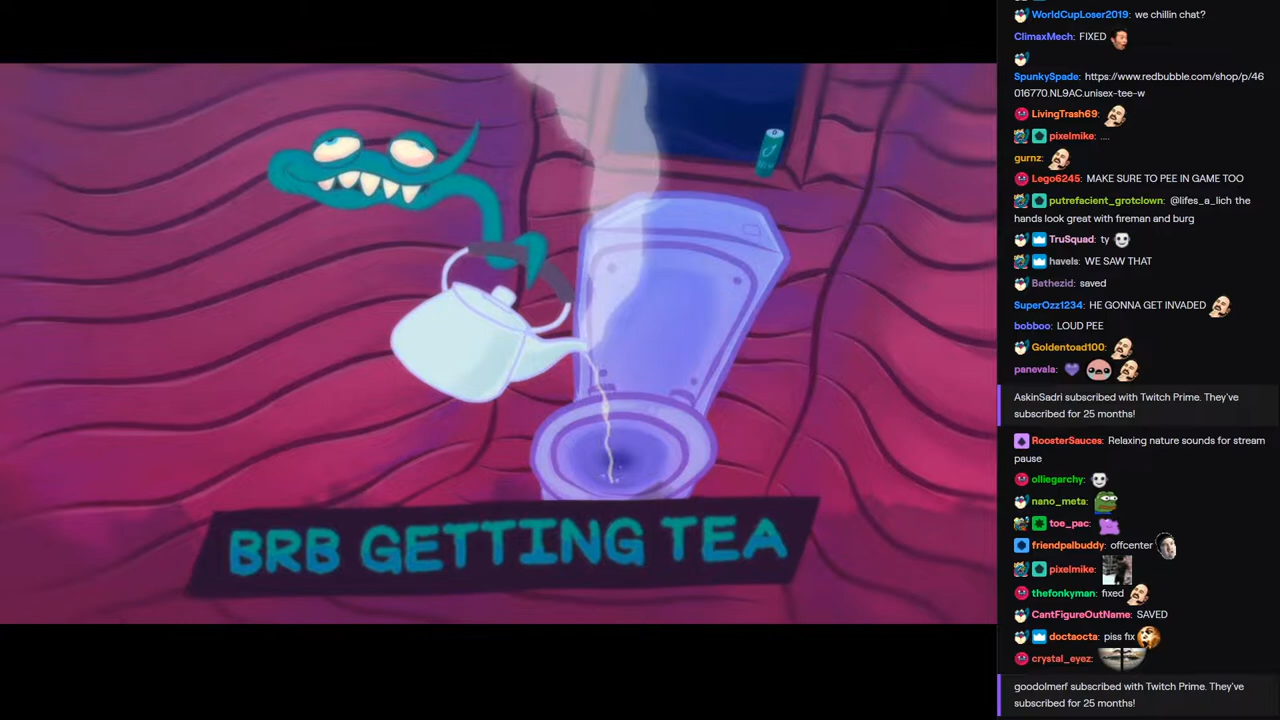 BRB GETTING TEA
WorldCupLoser2019: we chillin chat?
ClimaxMech: FIXED
SpunkySpade: https://www.redbubble.com/shop/p/46
016770.NL9AC.unisex-tee-w
LivingTrash69:
pixelmike: ....
gurnz:
Lego6245: MAKE SURE TO PEE IN GAME TOO
putrefacient_grotclown: @lifes_a_lich the
hands look great with fireman and burg
TruSquad: ty
havels: WE SAW THAT
Bathezid: saved
SuperOzz1234: HE GONNA GET INVADED
bobboo: LOUD PEE
Goldentoad100:
panevala:
AskinSadri subscribed with Twitch Prime. They've
subscribed for 25 months!
RoosterSauces: Relaxing nature sounds for stream
pause
olliegarchy:
nano_meta:
toe_pac:
friendpalbuddy: offcenter
pixelmike:
thefonkyman: fixed
CantFigureOutName: SAVED
doctaocta: piss fix
crystal_eyez:
goodolmerf subscribed with Twitch Prime. They've
subscribed for 25 months!